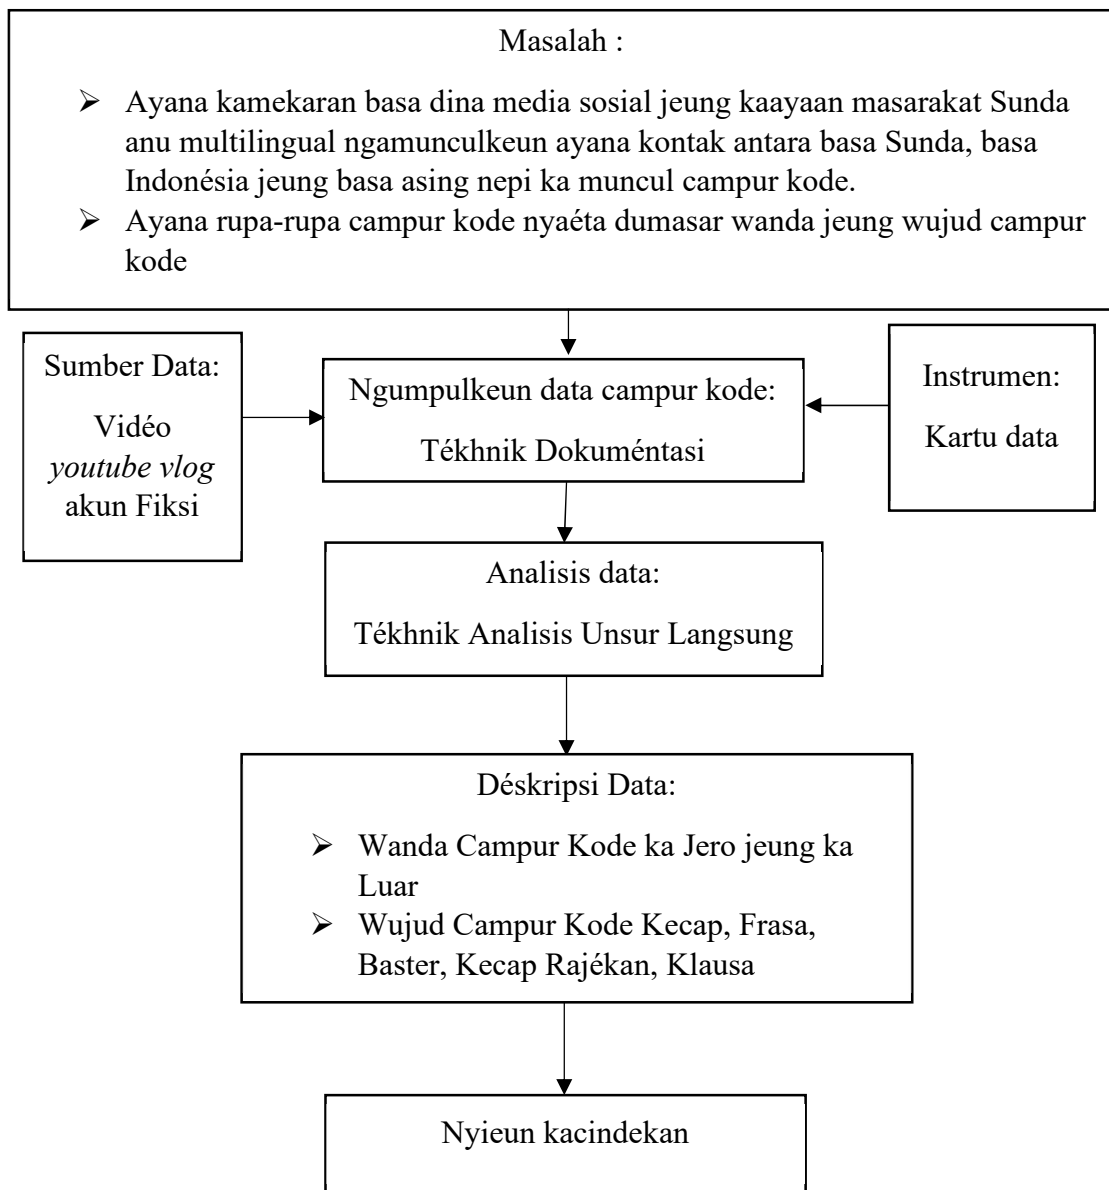 Masalah :
➢ Ayana kamekaran basa dina media sosial jeung kaayaan masarakat Sunda
anu multilingual ngamunculkeun ayana kontak antara basa Sunda, basa
Indonésia jeung basa asing nepi ka muncul campur kode.
➢ Ayana rupa-rupa campur kode nyaéta dumasar wanda jeung wujud campur
kode
Sumber Data:
Vidéo
youtube vlog
akun Fiksi
Ngumpulkeun data campur kode:
Tékhnik Dokuméntasi
Instrumen:
Kartu data
Analisis data:
Tékhnik Analisis Unsur Langsung
Déskripsi Data:
➢ Wanda Campur Kode ka Jero jeung ka
Luar
➢ Wujud Campur Kode Kecap, Frasa,
Baster, Kecap Rajékan, Klausa
Nyieun kacindekan